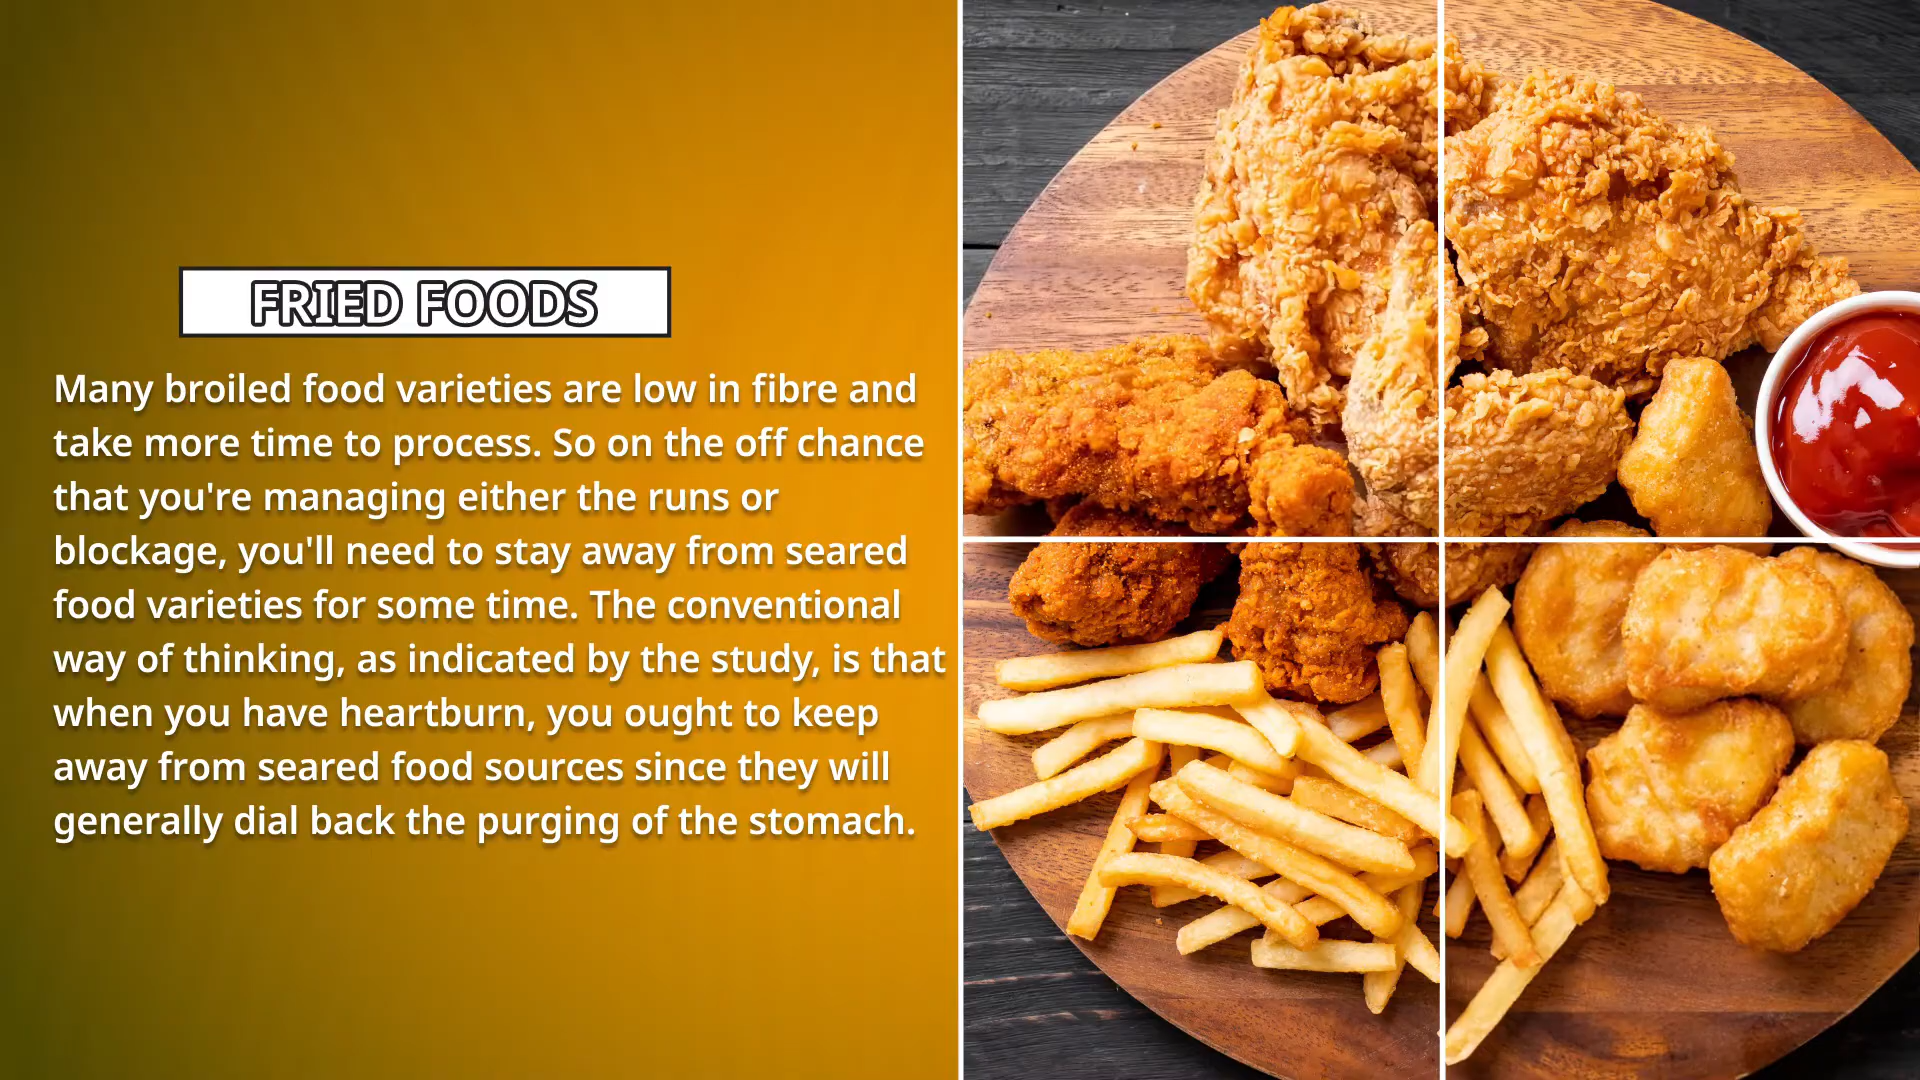 FRIED FOODS
Many broiled food varieties are low in fibre and
take more time to process. So on the off chance
that you're managing either the runs or
blockage, you'll need to stay away from seared
food varieties for some time. The conventional
way of thinking, as indicated by the study, is that
when you have heartburn, you ought to keep
away from seared food sources since they will
generally dial back the purging of the stomach.